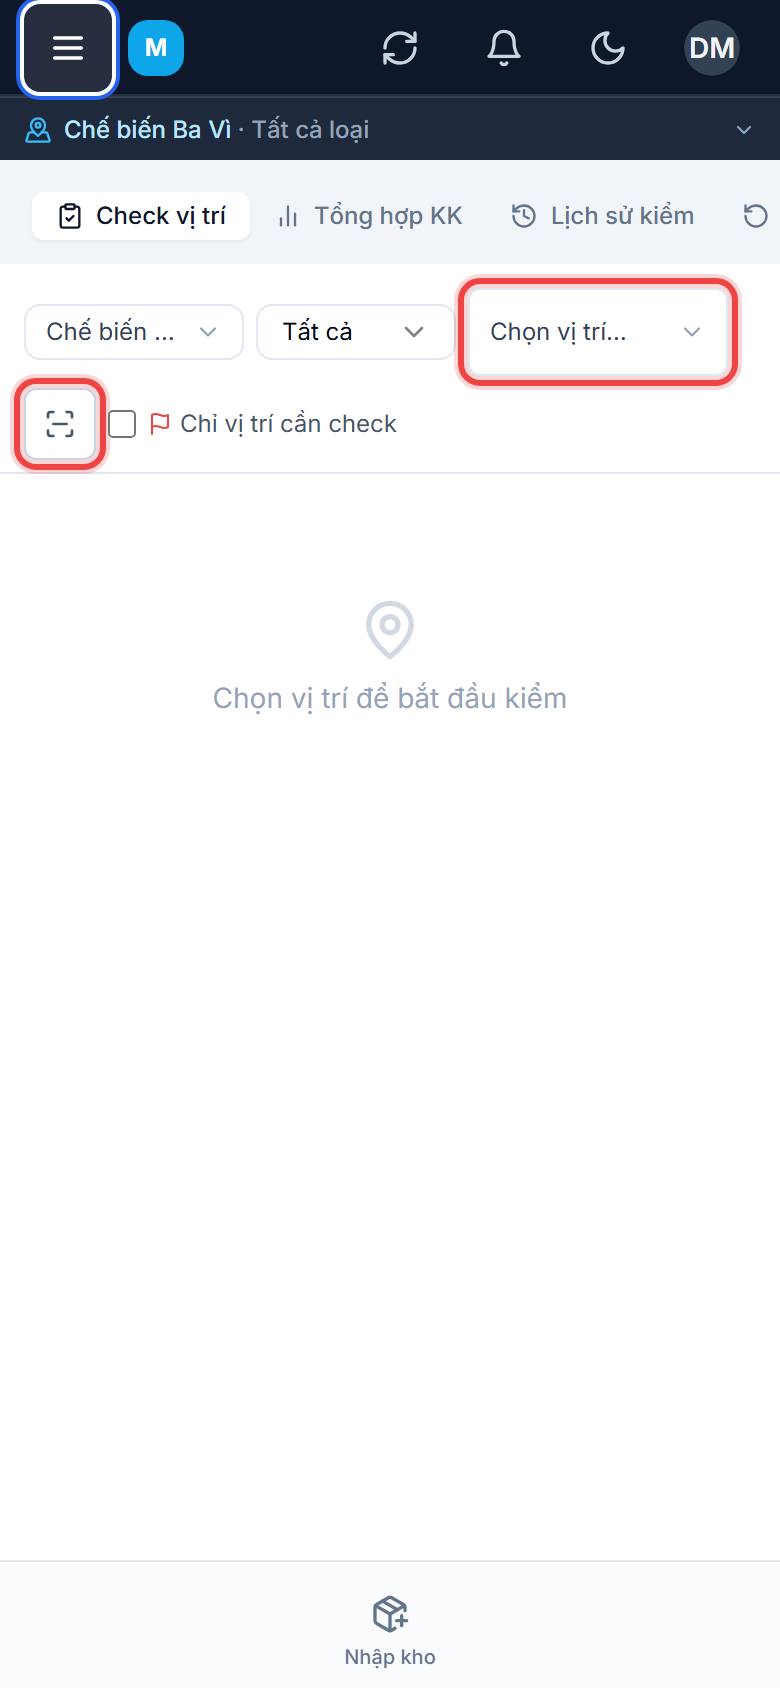 M DM
Chế biến Ba Vì · Tất cả loại
Check vị trí Tổng hợp KK Lịch sử kiểm
Chế biến ... Tất cả Chọn vị trí...
Chỉ vị trí cần check
Chọn vị trí để bắt đầu kiểm
Nhập kho